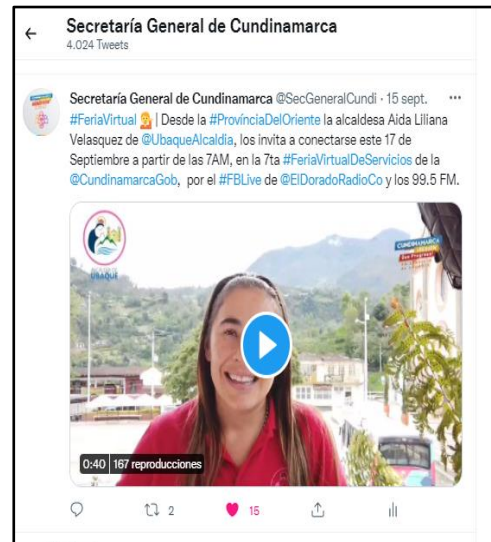 Secretaría General de Cundinamarca
4.024 Tweets
Secretaría General de Cundinamarca @SecGeneralCundi · 15 sept.
#FeriaVirtual 💁 | Desde la #ProvínciaDelOriente la alcaldesa Aida Liliana
Velasquez de @UbaqueAlcaldia, los invita a conectarse este 17 de
Septiembre a partir de las 7AM, en la 7ta #FeriaVirtualDeServicios de la
@CundinamarcaGob, por el #FBLive de @ElDoradoRadioCo y los 99.5 FM.
UBAQUE
CUNDINAMARCA
0:40 167 reproducciones
2 15